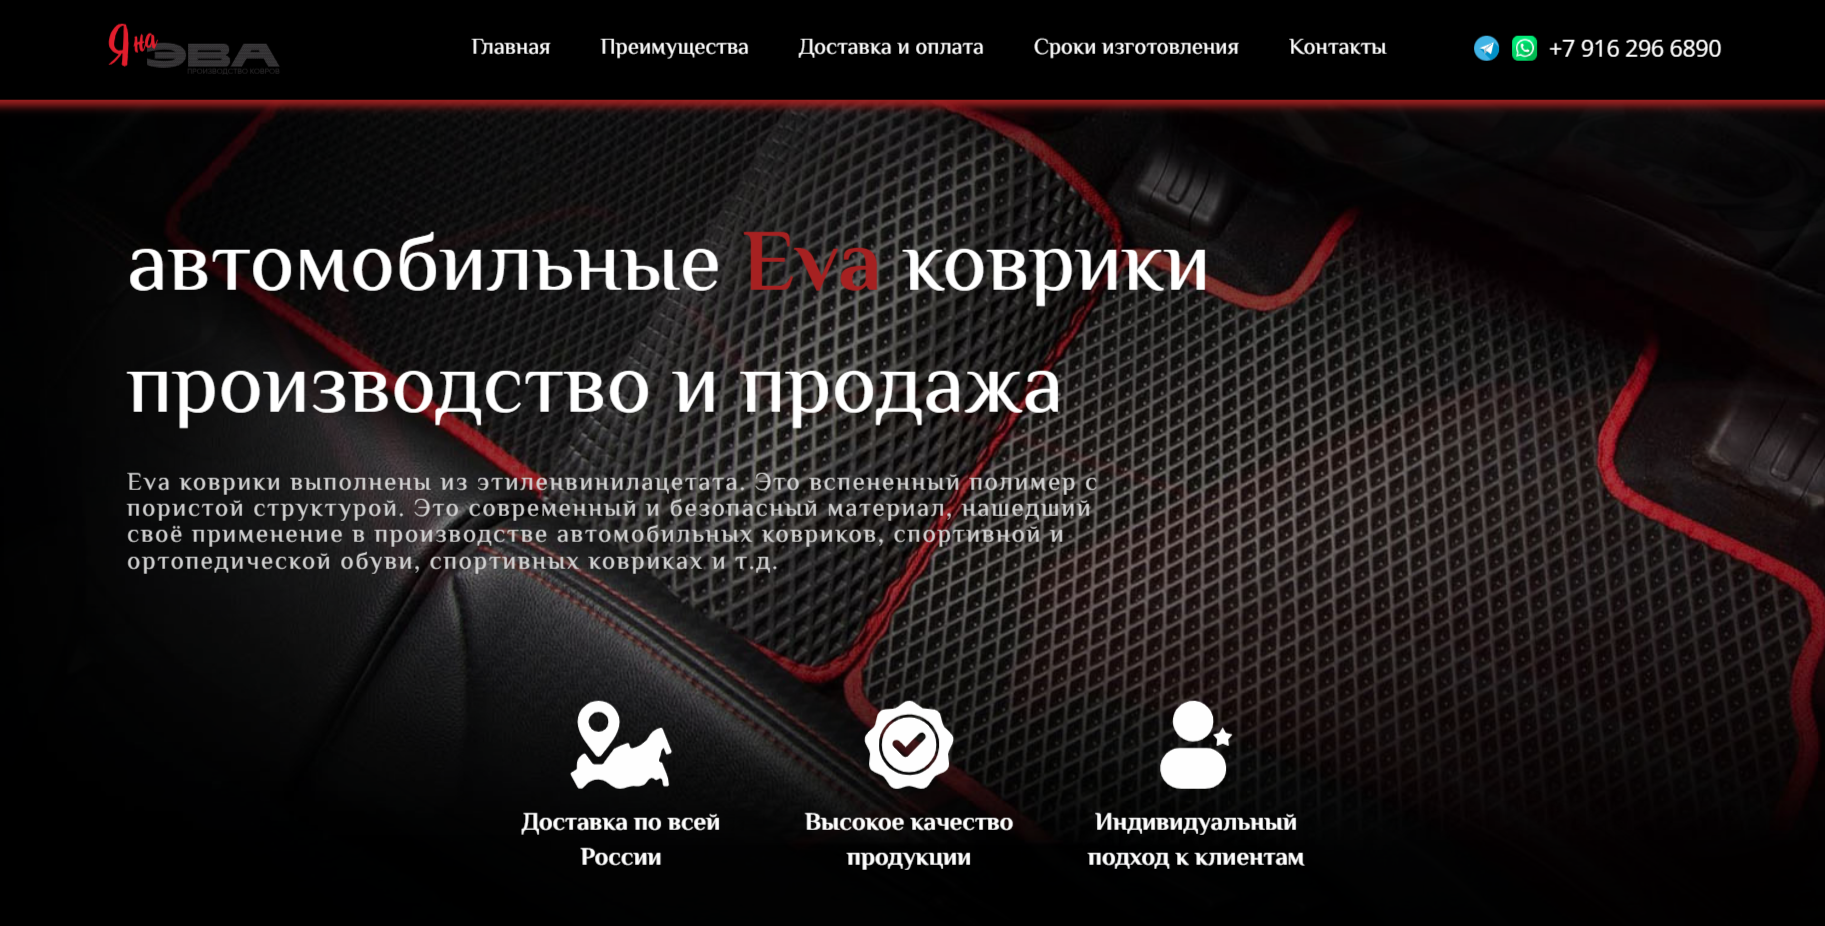 Я на
ЭВА
ПРОИЗВОДСТВО КОВРОВ
Главная
Преимущества
Доставка и оплата
Сроки изготовления
Контакты
+7 916 296 6890
автомобильные Eva коврики
производство и продажа
Eva коврики выполнены из этиленвинилацетата. Это вспененный полимер с
пористой структурой. Это современный и безопасный материал, нашедший
своё применение в производстве автомобильных ковриков, спортивной и
ортопедической обуви, спортивных ковриках и т.д.
Доставка по всей
России
Высокое качество
продукции
Индивидуальный
подход к клиентам